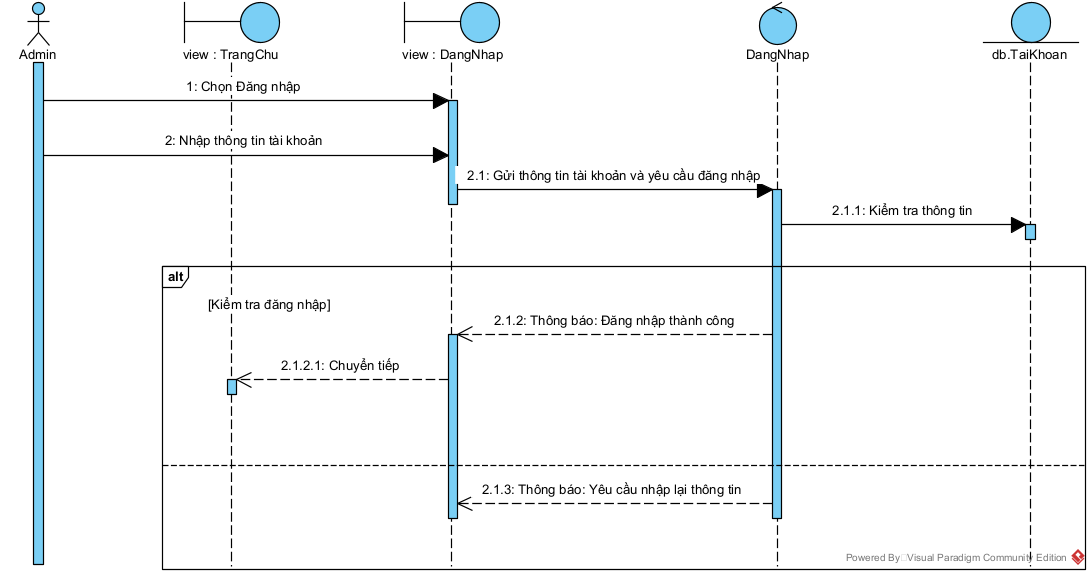 Admin
view : TrangChu
view : DangNhap
DangNhap
db.TaiKhoan
1: Chọn Đăng nhập
2: Nhập thông tin tài khoản
2.1: Gửi thông tin tài khoản và yêu cầu đăng nhập
2.1.1: Kiểm tra thông tin
alt
[Kiểm tra đăng nhập]
2.1.2: Thông báo: Đăng nhập thành công
2.1.2.1: Chuyển tiếp
2.1.3: Thông báo: Yêu cầu nhập lại thông tin
Powered By Visual Paradigm Community Edition